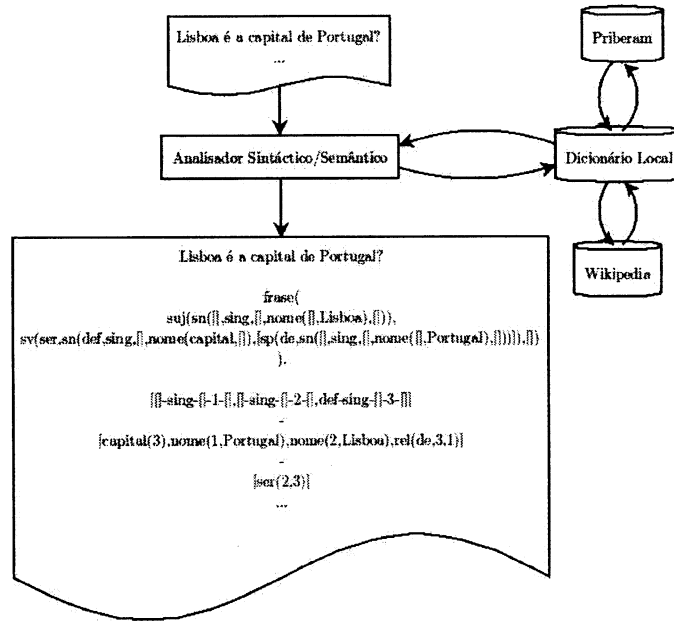 Lisboa é a capital de Portugal?
...
Priberam
Analisador Sintáctico/Semântico
Dicionário Local
Wikipedia
Lisboa é a capital de Portugal?
frase(
suj(sn([],sing,[],nome([],Lisboa),[])),
sv(ser,sn(def,sing,[],nome(capital,[]),[sp(de,sn([],sing,[],nome([],Portugal),[]))]),[])
).
[[]-sing-[]-1-[],[]-sing-[]-2-[],def-sing-[]-3-[]]
-
[capital(3),nome(1,Portugal),nome(2,Lisboa),rel(de,3,1)]
-
[ser(2,3)]
...